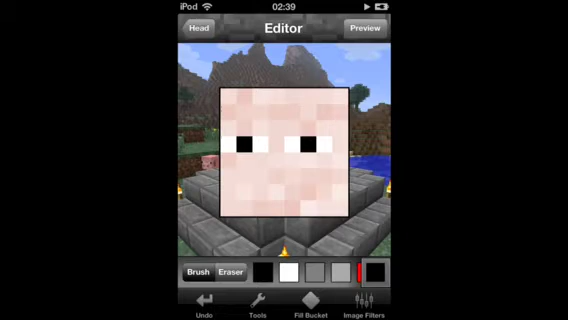 iPod 02:39
Head Editor Preview
Brush Eraser
Undo Tools Fill Bucket Image Filters